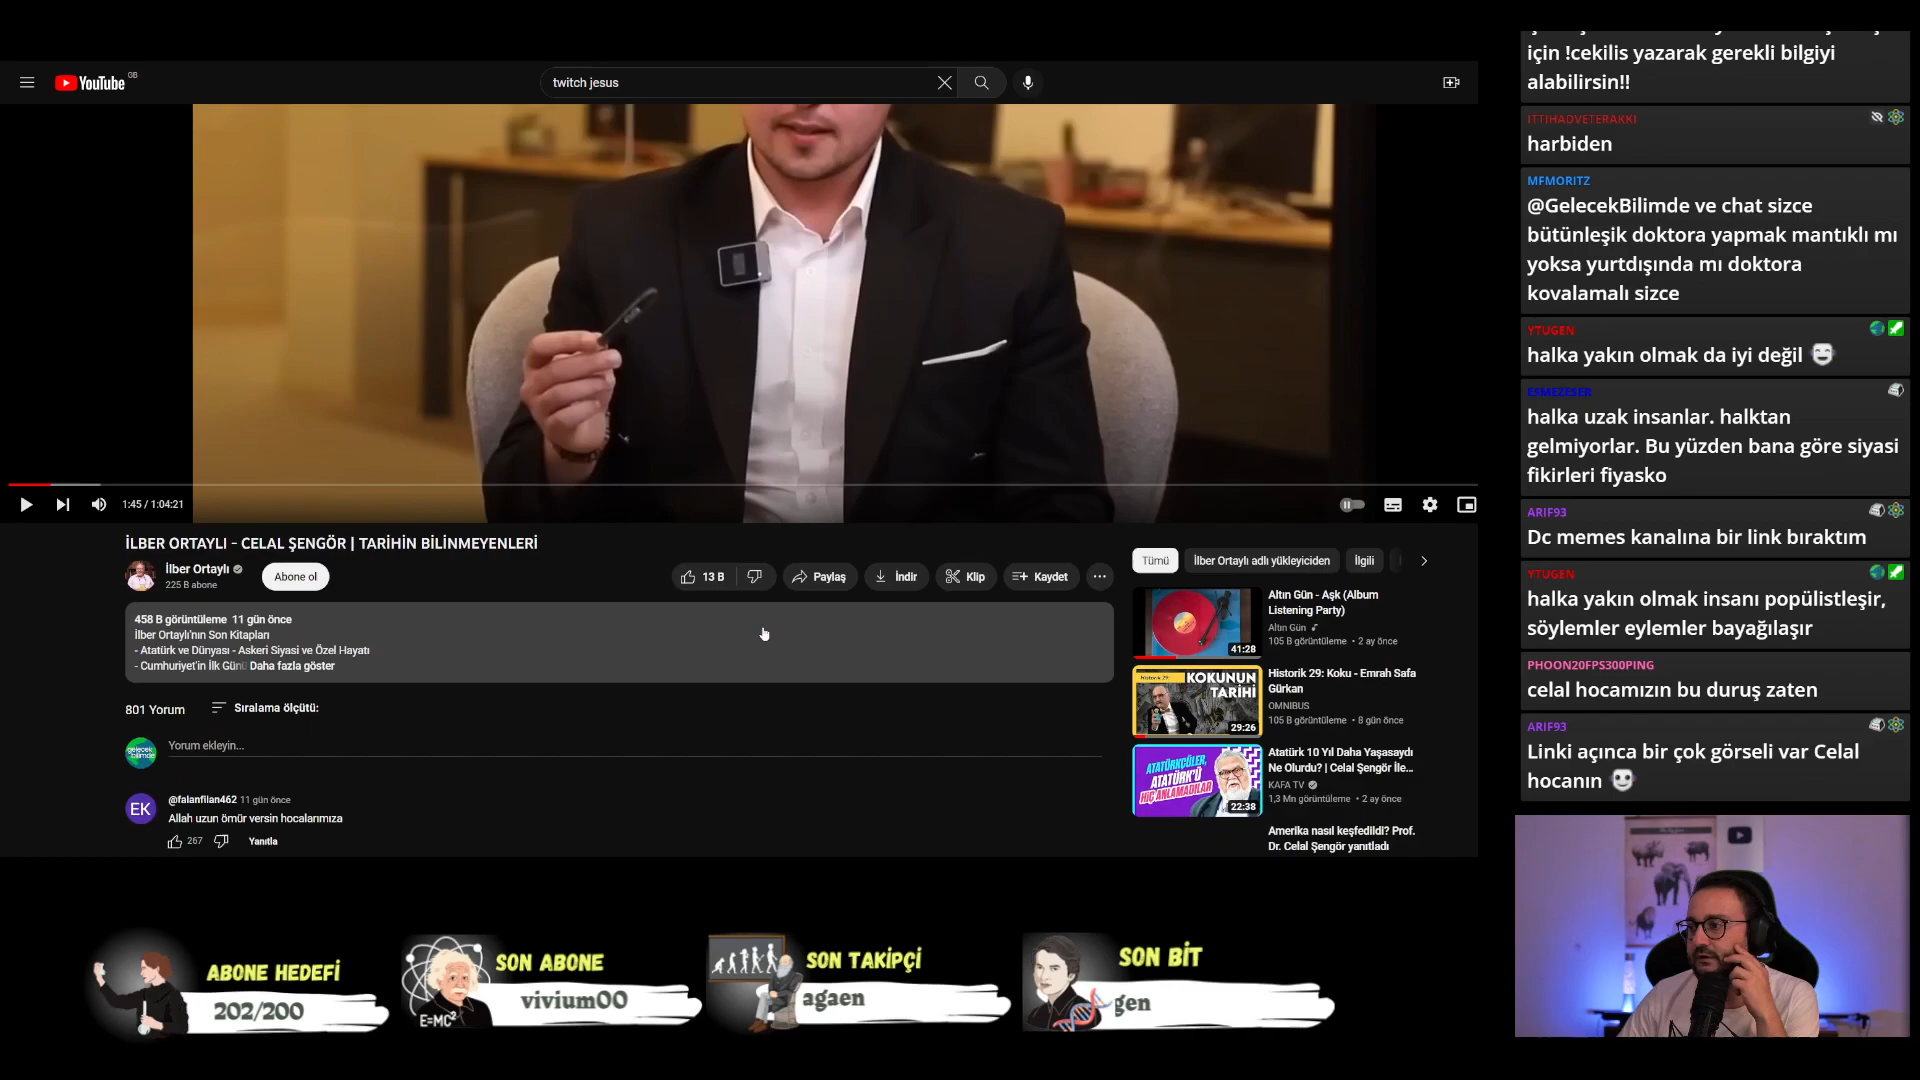 YouTube GB
twitch jesus
1:45 / 1:04:21
İLBER ORTAYLI - CELAL ŞENGÖR | TARİHİN BİLİNMEYENLERİ
İlber Ortaylı
225 B abone
Abone ol
13 B
Paylaş
İndir
Klip
Kaydet
458 B görüntüleme 11 gün önce
İlber Ortaylı'nın Son Kitapları
- Atatürk ve Dünyası - Askeri Siyasi ve Özel Hayatı
- Cumhuriyet'in İlk Günü Daha fazla göster
801 Yorum
Sıralama ölçütü:
gelecek bilimde
Yorum ekleyin...
EK
@falanfilan462 11 gün önce
Allah uzun ömür versin hocalarımıza
267
Yanıtla
Tümü
İlber Ortaylı adlı yükleyiciden
İlgili
41:28
Altın Gün - Aşk (Album
Listening Party)
Altın Gün
105 B görüntüleme • 2 ay önce
Historik 29: Koku
KOKUNUN
TARİHİ
29:26
Historik 29: Koku - Emrah Safa
Gürkan
OMNIBUS
105 B görüntüleme • 8 gün önce
ATATÜRKÇÜLER,
ATATÜRK'Ü
HİÇ ANLAMADILAR
22:38
Atatürk 10 Yıl Daha Yaşasaydı
Ne Olurdu? | Celal Şengör İle...
KAFA TV
1,3 Mn görüntüleme • 2 ay önce
Amerika nasıl keşfedildi? Prof.
Dr. Celal Şengör yanıtladı
için !cekilis yazarak gerekli bilgiyi
alabilirsin!!
ITTIHADVETERAKKI
harbiden
MFMORITZ
@GelecekBilimde ve chat sizce
bütünleşik doktora yapmak mantıklı mı
yoksa yurtdışında mı doktora
kovalamalı sizce
YTUGEN
halka yakın olmak da iyi değil
ESMEZESER
halka uzak insanlar. halktan
gelmiyorlar. Bu yüzden bana göre siyasi
fikirleri fiyasko
ARIF93
Dc memes kanalına bir link bıraktım
YTUGEN
halka yakın olmak insanı popülistleşir,
söylemler eylemler bayağılaşır
PHOON20FPS300PING
celal hocamızın bu duruş zaten
ARIF93
Linki açınca bir çok görseli var Celal
hocanın
ABONE HEDEFİ
202/200
E=MC²
SON ABONE
vivium00
SON TAKİPÇİ
agaen
SON BİT
gen